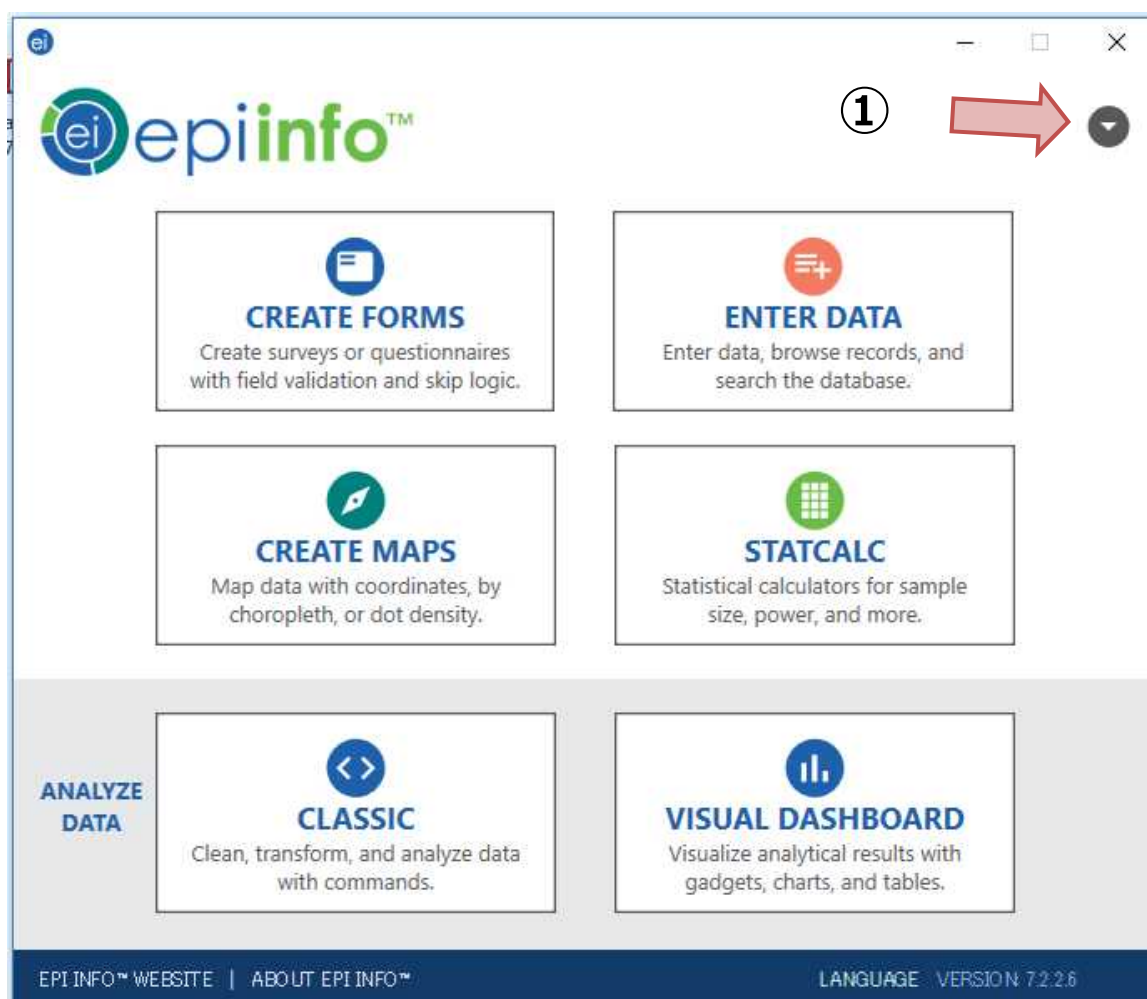 ei
ei epiinfo™
①
CREATE FORMS
Create surveys or questionnaires
with field validation and skip logic.
ENTER DATA
Enter data, browse records, and
search the database.
CREATE MAPS
Map data with coordinates, by
choropleth, or dot density.
STATCALC
Statistical calculators for sample
size, power, and more.
ANALYZE
DATA
CLASSIC
Clean, transform, and analyze data
with commands.
VISUAL DASHBOARD
Visualize analytical results with
gadgets, charts, and tables.
EPI INFO™ WEBSITE | ABOUT EPI INFO™
LANGUAGE VERSION: 7.2.2.6